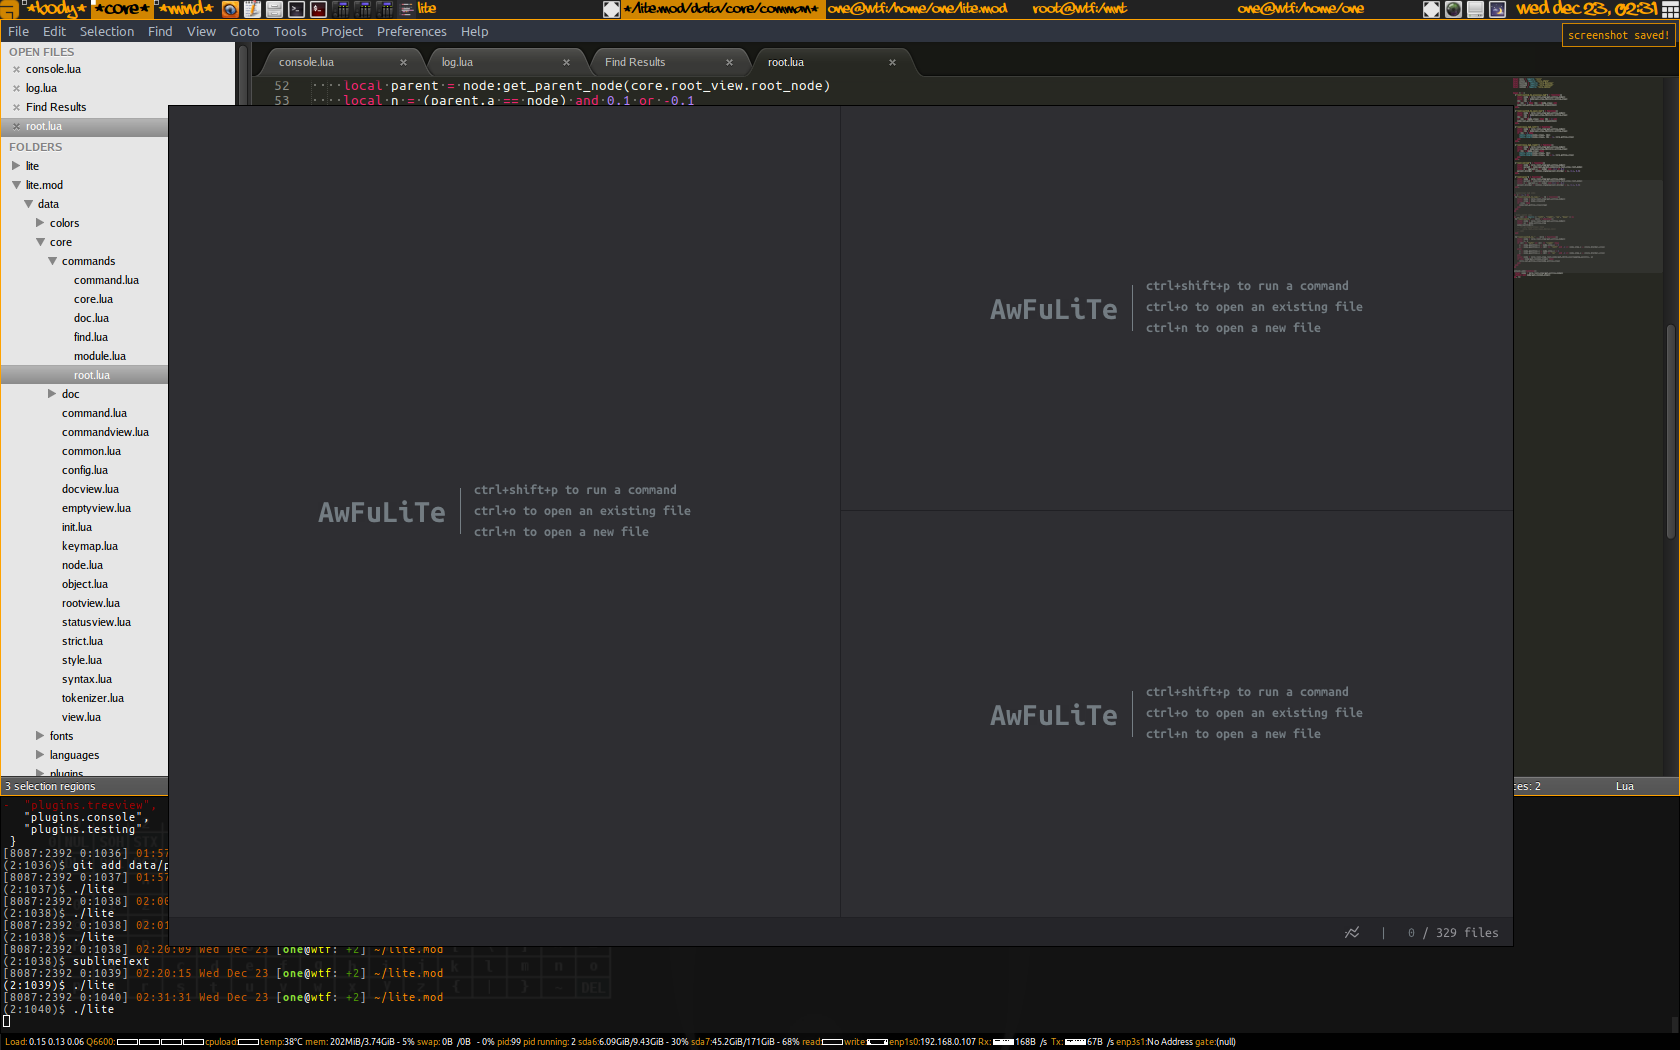 *body* *core* *mind* lite */lite.mod/data/core/common* one@wtf:/home/one/lite.mod root@wtf:/mnt one@wtf:/home/one wed dec 23, 02:31
File Edit Selection Find View Goto Tools Project Preferences Help
screenshot saved!
OPEN FILES
console.lua
log.lua
Find Results
root.lua
FOLDERS
lite
lite.mod
data
colors
core
commands
command.lua
core.lua
doc.lua
find.lua
module.lua
root.lua
doc
command.lua
commandview.lua
common.lua
config.lua
docview.lua
emptyview.lua
init.lua
keymap.lua
node.lua
object.lua
rootview.lua
statusview.lua
strict.lua
style.lua
syntax.lua
tokenizer.lua
view.lua
fonts
languages
plugins
console.lua log.lua Find Results root.lua
52 local parent = node:get_parent_node(core.root_view.root_node)
53 local n = (parent.a == node) and 0.1 or -0.1
AwFuLiTe
ctrl+shift+p to run a command
ctrl+o to open an existing file
ctrl+n to open a new file
AwFuLiTe
ctrl+shift+p to run a command
ctrl+o to open an existing file
ctrl+n to open a new file
AwFuLiTe
ctrl+shift+p to run a command
ctrl+o to open an existing file
ctrl+n to open a new file
0 / 329 files
3 selection regions
ces: 2 Lua
- "plugins.treeview",
"plugins.console",
"plugins.testing"
}
[8087:2392 0:1036] 01:57
(2:1036)$ git add data/p
[8087:2392 0:1037] 01:57
(2:1037)$ ./lite
[8087:2392 0:1038] 02:00
(2:1038)$ ./lite
[8087:2392 0:1038] 02:01
(2:1038)$ ./lite
[8087:2392 0:1038] 02:20:09 Wed Dec 23 [one@wtf: +2] ~/lite.mod
(2:1038)$ sublimeText
[8087:2392 0:1039] 02:20:15 Wed Dec 23 [one@wtf: +2] ~/lite.mod
(2:1039)$ ./lite
[8087:2392 0:1040] 02:31:31 Wed Dec 23 [one@wtf: +2] ~/lite.mod
(2:1040)$ ./lite
Load: 0.15 0.13 0.06 Q6600: cpuload: temp:38°C mem: 202MiB/3.74GiB - 5% swap: 0B /0B - 0% pid:99 pid running: 2 sda6:6.09GiB/9.43GiB - 30% sda7:45.2GiB/171GiB - 68% read write: enp1s0:192.168.0.107 Rx: 168B /s Tx: 67B /s enp3s1:No Address gate:(null)